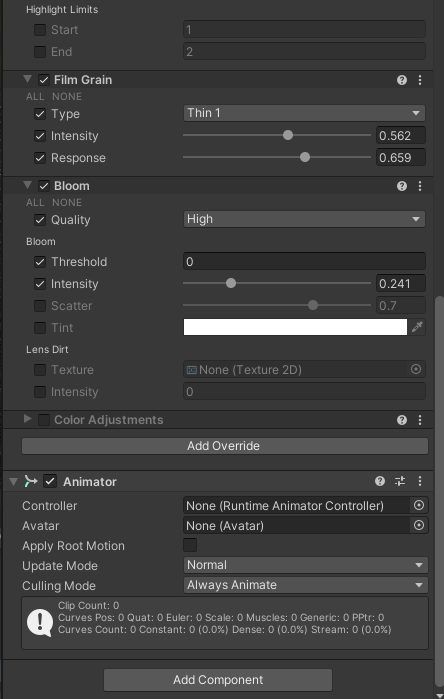 Highlight Limits
Start 1
End 2
Film Grain
ALL NONE
Type Thin 1
Intensity 0.562
Response 0.659
Bloom
ALL NONE
Quality High
Bloom
Threshold 0
Intensity 0.241
Scatter 0.7
Tint
Lens Dirt
Texture None (Texture 2D)
Intensity 0
Color Adjustments
Add Override
Animator
Controller None (Runtime Animator Controller)
Avatar None (Avatar)
Apply Root Motion
Update Mode Normal
Culling Mode Always Animate
Clip Count: 0
Curves Pos: 0 Quat: 0 Euler: 0 Scale: 0 Muscles: 0 Generic: 0 PPtr: 0
Curves Count: 0 Constant: 0 (0.0%) Dense: 0 (0.0%) Stream: 0 (0.0%)
Add Component